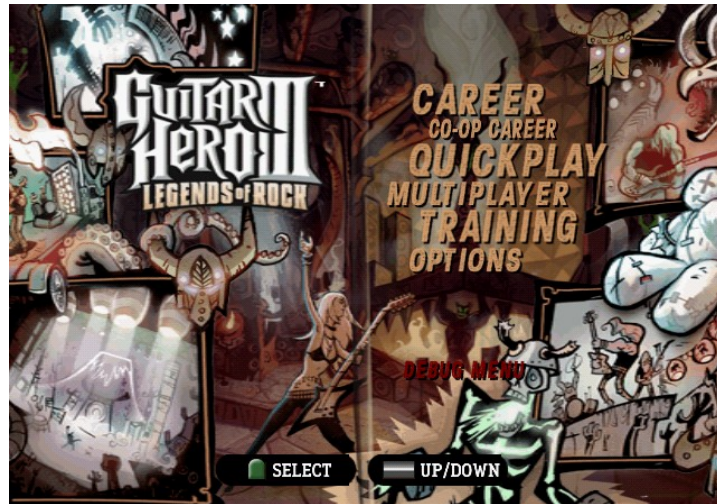 GUITAR III
HERO
LEGENDS OF ROCK
CAREER
CO-OP CAREER
QUICKPLAY
MULTIPLAYER
TRAINING
OPTIONS
DEBUG MENU
SELECT
UP/DOWN